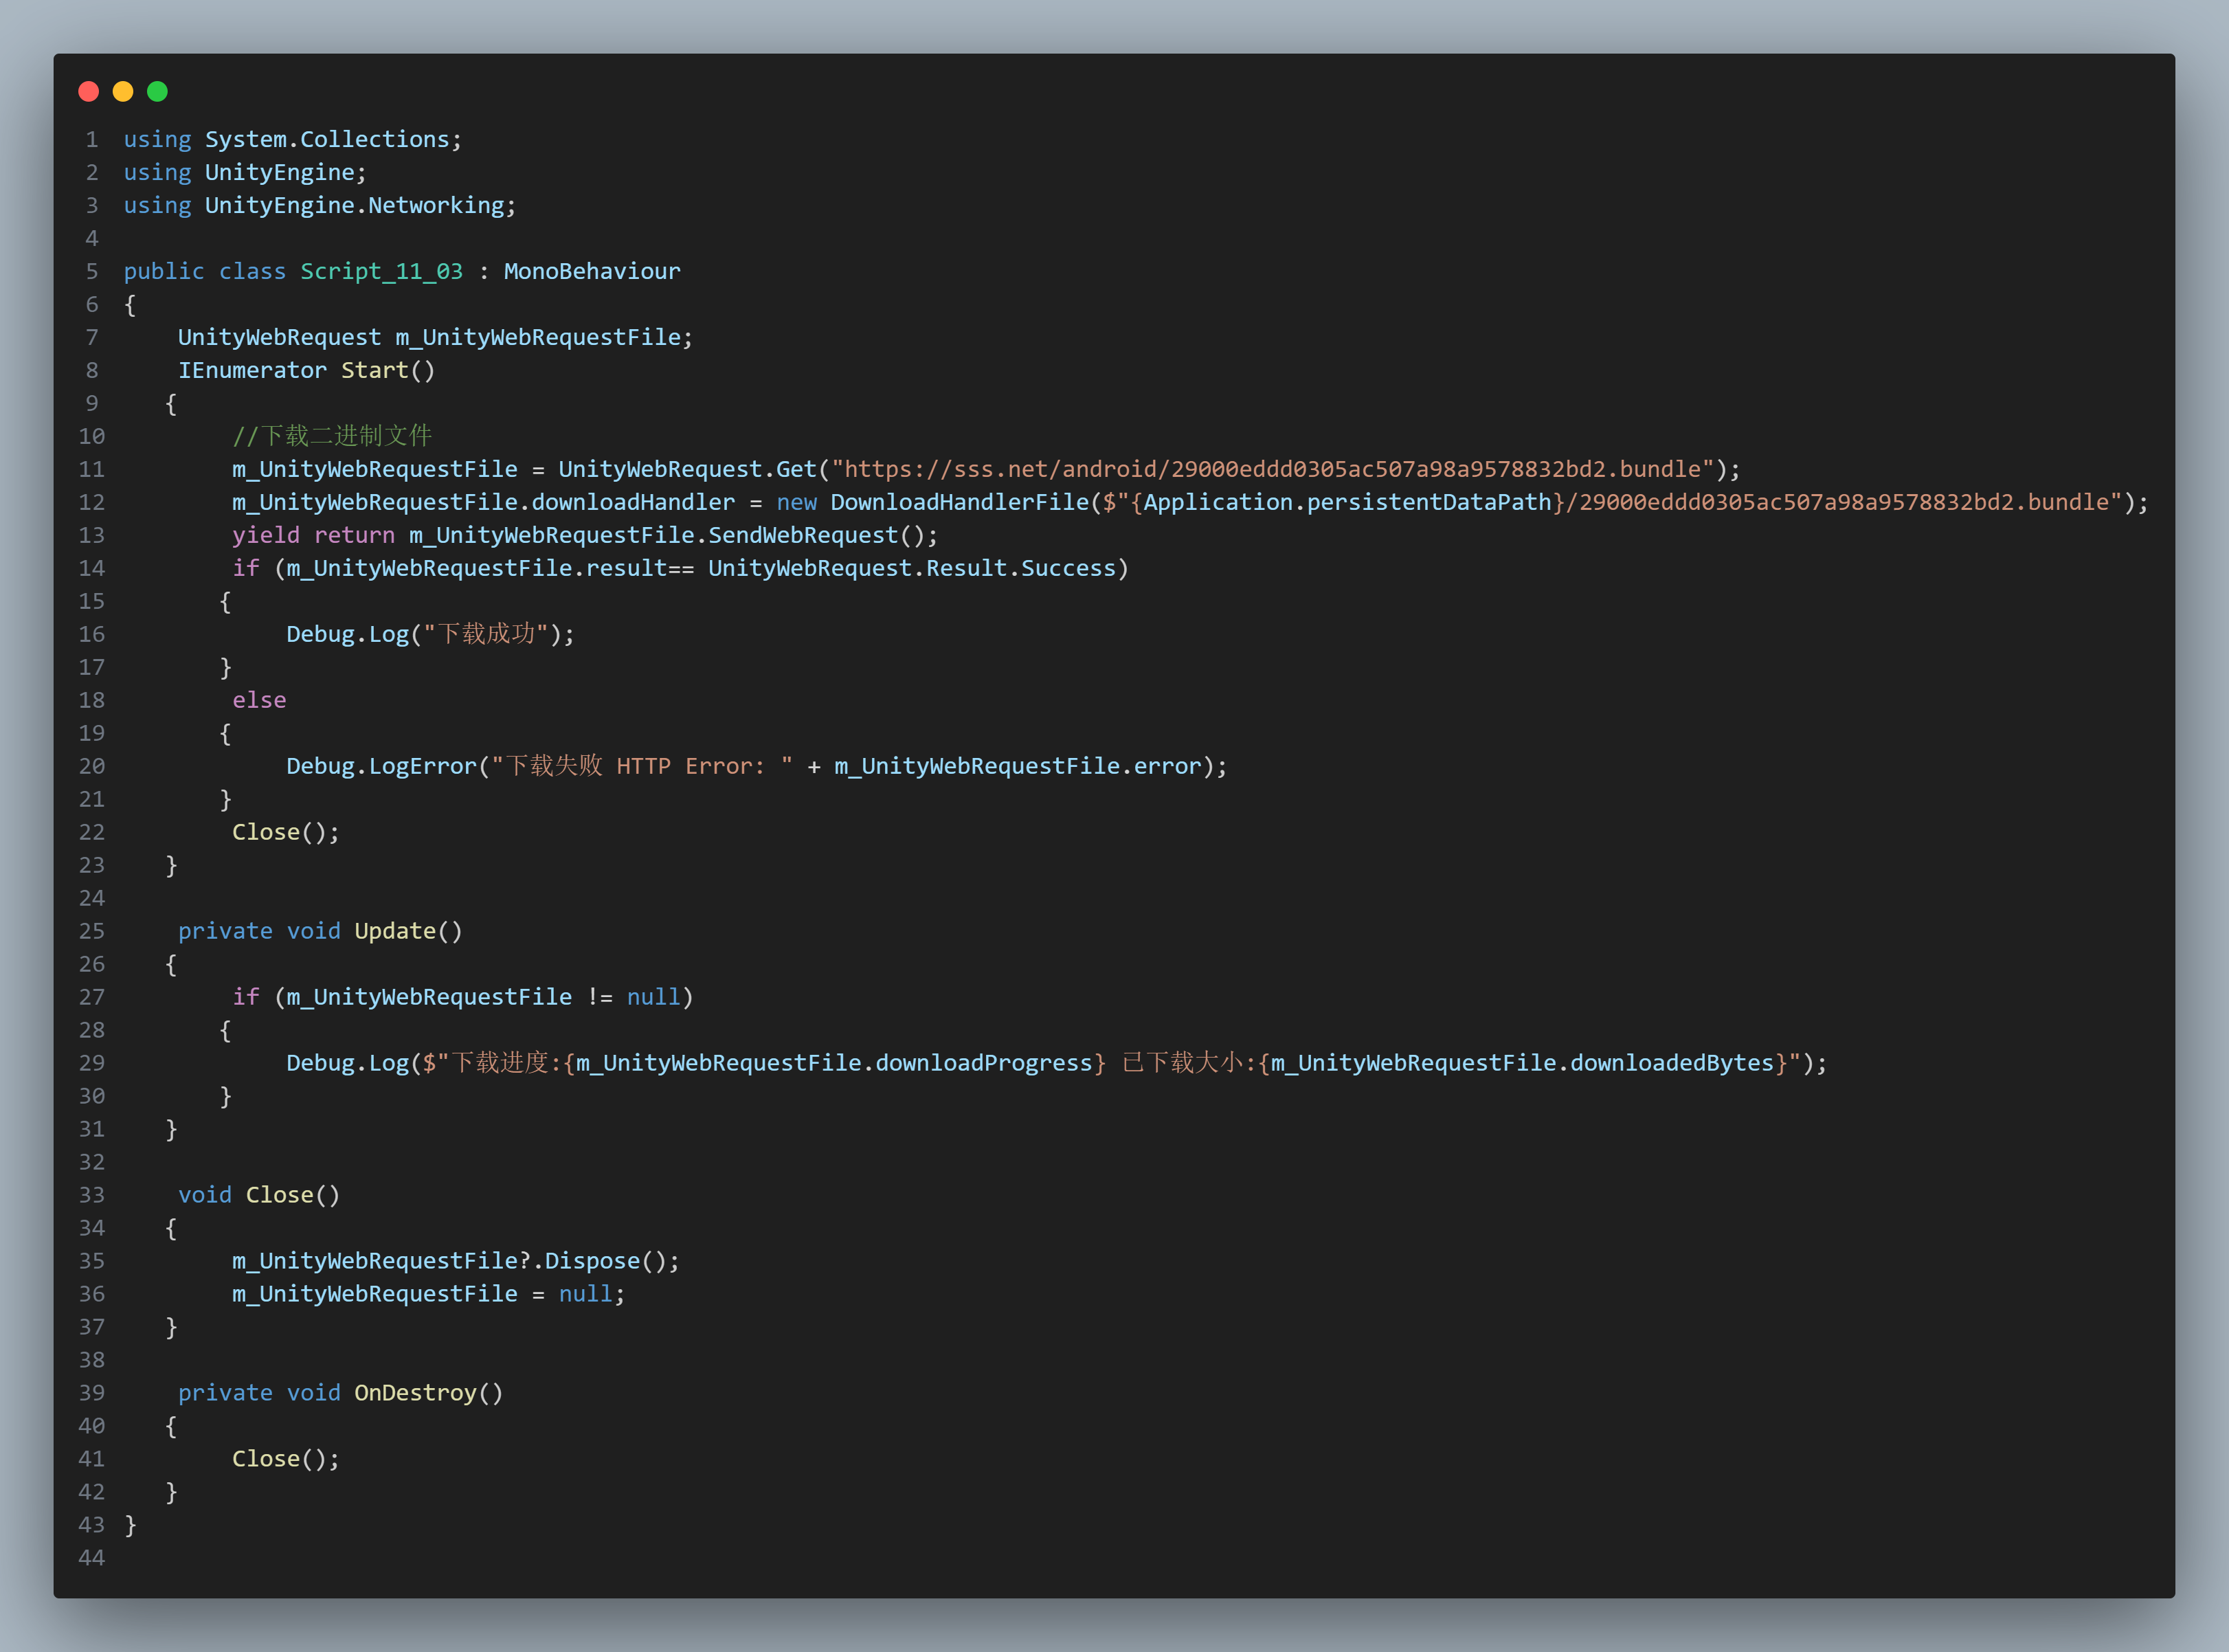 1 using System.Collections;
2 using UnityEngine;
3 using UnityEngine.Networking;
4
5 public class Script_11_03 : MonoBehaviour
6 {
7     UnityWebRequest m_UnityWebRequestFile;
8     IEnumerator Start()
9    {
10         //下载二进制文件
11         m_UnityWebRequestFile = UnityWebRequest.Get("https://sss.net/android/29000eddd0305ac507a98a9578832bd2.bundle");
12         m_UnityWebRequestFile.downloadHandler = new DownloadHandlerFile($"{Application.persistentDataPath}/29000eddd0305ac507a98a9578832bd2.bundle");
13         yield return m_UnityWebRequestFile.SendWebRequest();
14         if (m_UnityWebRequestFile.result== UnityWebRequest.Result.Success)
15        {
16             Debug.Log("下载成功");
17        }
18         else
19        {
20             Debug.LogError("下载失败 HTTP Error: " + m_UnityWebRequestFile.error);
21        }
22         Close();
23    }
24
25     private void Update()
26    {
27         if (m_UnityWebRequestFile != null)
28        {
29             Debug.Log($"下载进度:{m_UnityWebRequestFile.downloadProgress} 已下载大小:{m_UnityWebRequestFile.downloadedBytes}");
30        }
31    }
32
33     void Close()
34    {
35         m_UnityWebRequestFile?.Dispose();
36         m_UnityWebRequestFile = null;
37    }
38
39     private void OnDestroy()
40    {
41         Close();
42    }
43 }
44